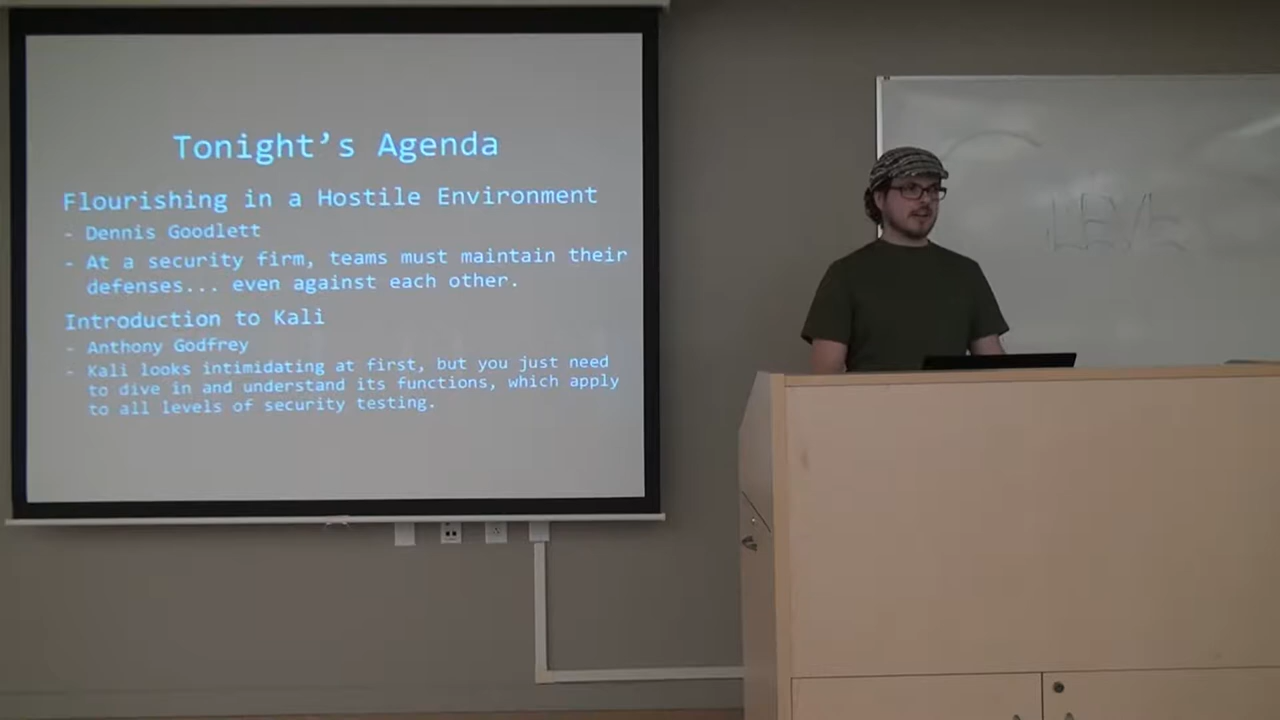 Tonight’s Agenda
Flourishing in a Hostile Environment
- Dennis Goodlett
- At a security firm, teams must maintain their
defenses... even against each other.
Introduction to Kali
- Anthony Godfrey
- Kali looks intimidating at first, but you just need
to dive in and understand its functions, which apply
to all levels of security testing.